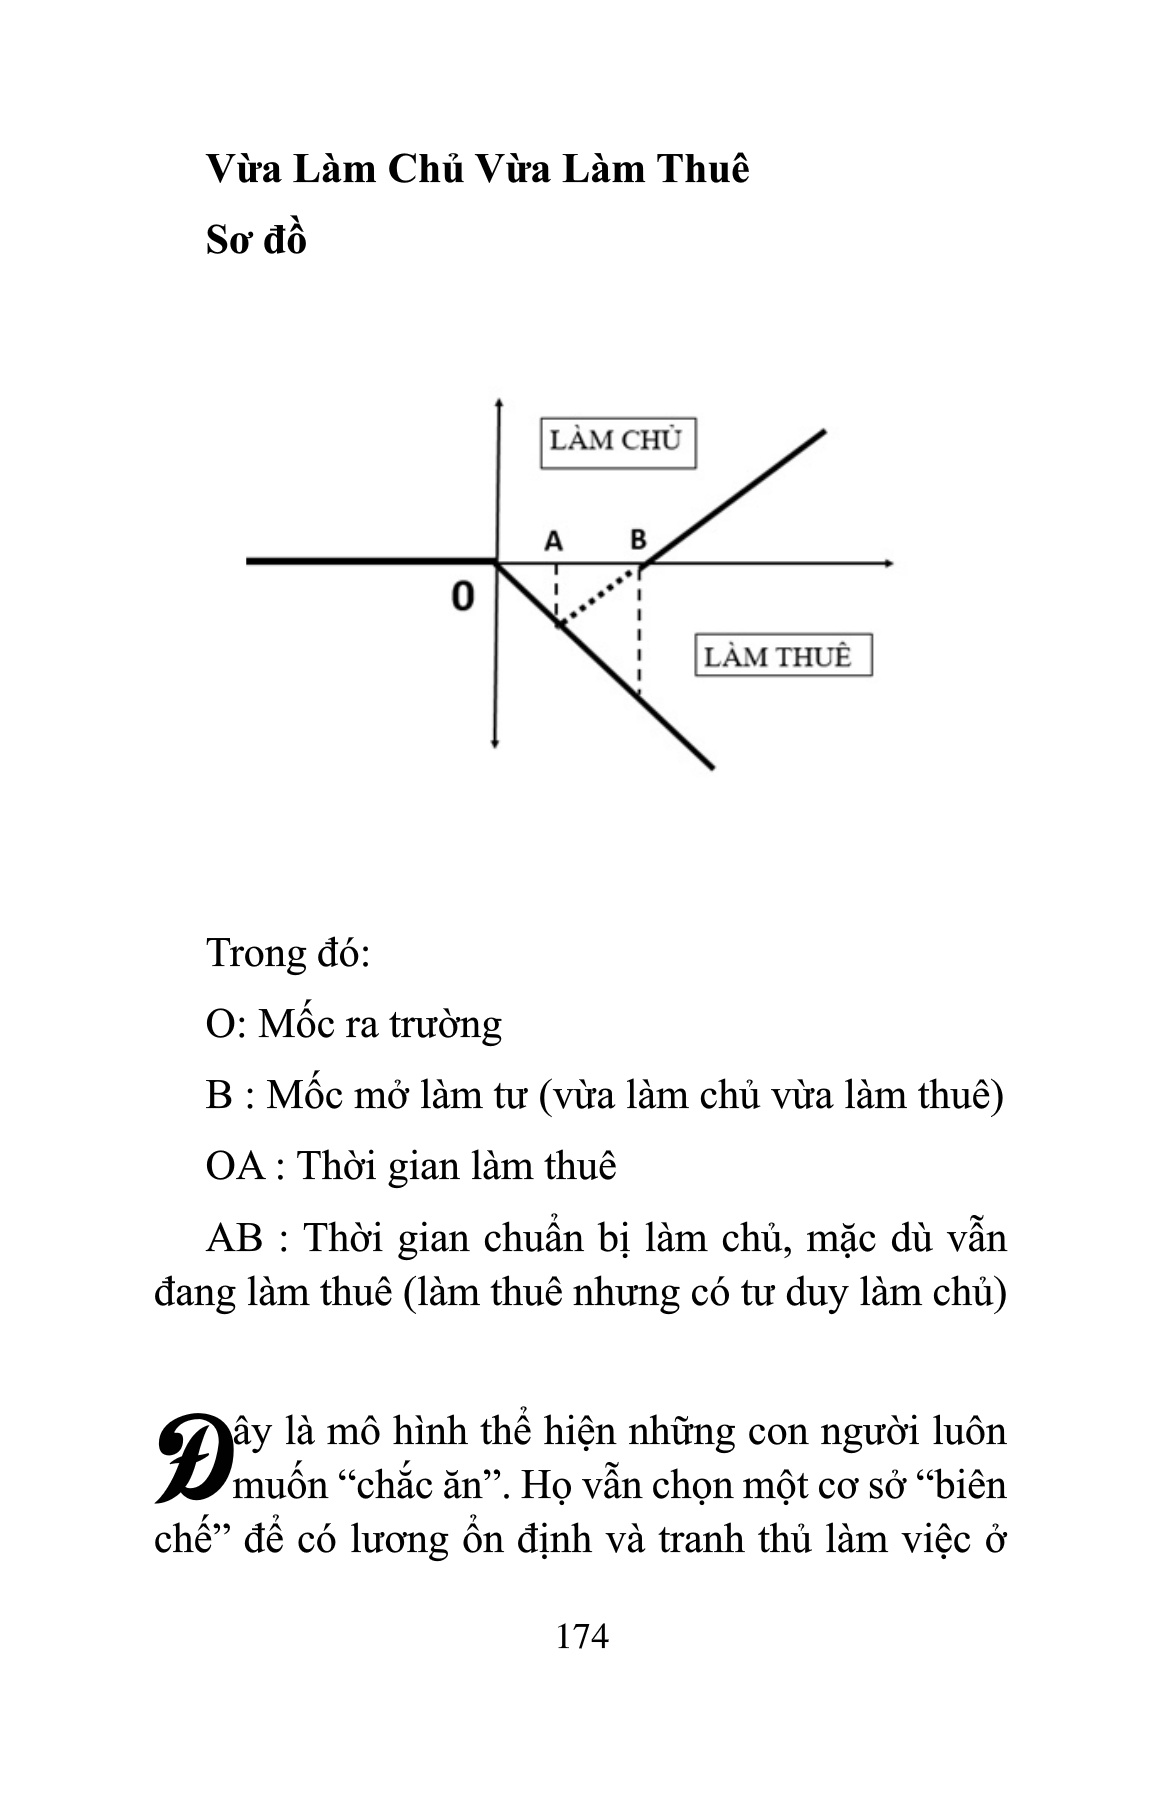 Vừa Làm Chủ Vừa Làm Thuê
Sơ đồ
LÀM CHỦ
A B
0
LÀM THUÊ
Trong đó:
O: Mốc ra trường
B : Mốc mở làm tư (vừa làm chủ vừa làm thuê)
OA : Thời gian làm thuê
AB : Thời gian chuẩn bị làm chủ, mặc dù vẫn
đang làm thuê (làm thuê nhưng có tư duy làm chủ)
Đây là mô hình thể hiện những con người luôn
muốn “chắc ăn”. Họ vẫn chọn một cơ sở “biên
chế” để có lương ổn định và tranh thủ làm việc ở
174